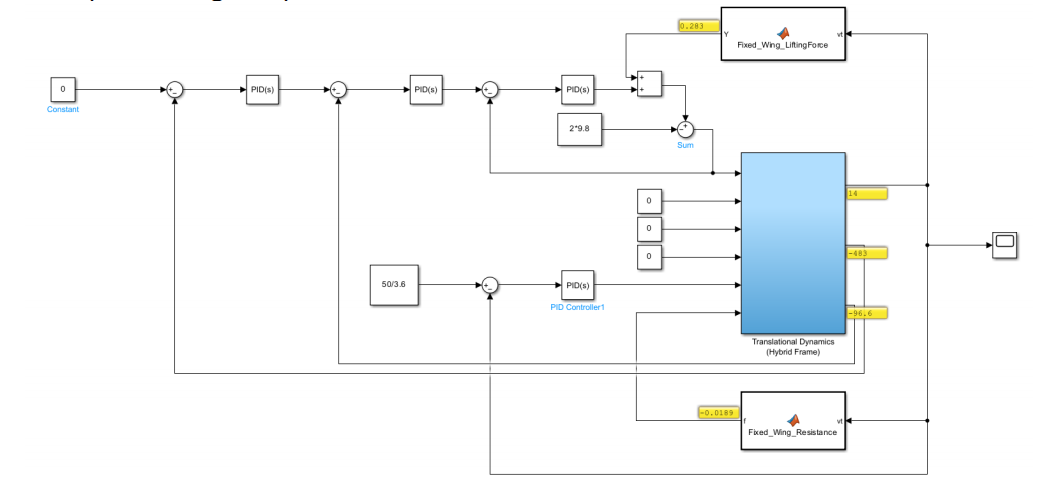 0.283
Y
vt
Fixed_Wing_LiftingForce
0
Constant
+
−
PID(s)
+
−
PID(s)
+
−
PID(s)
+
+
2*9.8
−
+
Sum
0
0
0
14
-483
-96.6
50/3.6
+
−
PID(s)
PID Controller1
Translational Dynamics
(Hybrid Frame)
-0.0189
f
vt
Fixed_Wing_Resistance